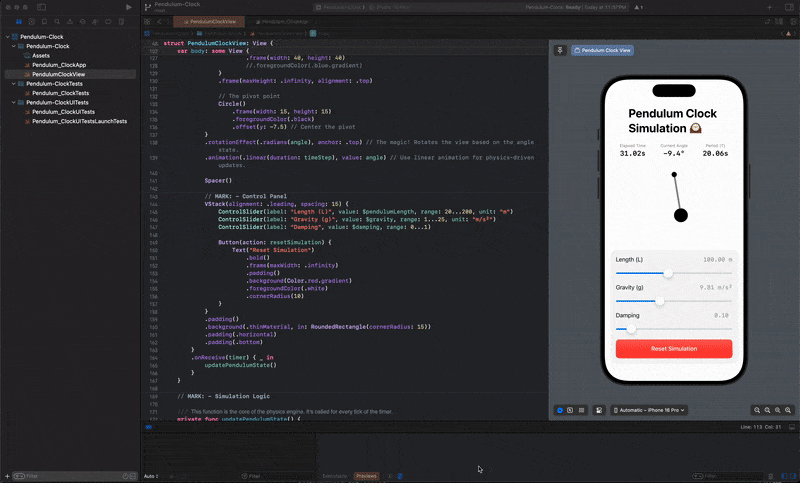 Pendulum-Clock
Pendulum-Clock: Ready | Today at 11:37 PM
PendulumClockView
Pendulum-Clock
Pendulum-Clock
Assets
Pendulum_ClockApp
PendulumClockView
Pendulum-ClockTests
Pendulum_ClockTests
Pendulum-ClockUITests
Pendulum_ClockUITests
Pendulum_ClockUITestsLaunchTests
struct PendulumClockView: View {
var body: some View {
.frame(width: 40, height: 40)
//.foregroundColor(.blue.gradient)
}
.frame(maxHeight: .infinity, alignment: .top)
// The pivot point
Circle()
.frame(width: 15, height: 15)
.foregroundColor(.black)
.offset(y: -7.5) // Center the pivot
}
.rotationEffect(.radians(angle), anchor: .top) // The magic! Rotates the view based on the angle
state.
.animation(.linear(duration: timeStep), value: angle) // Use linear animation for physics-driven
updates.
Spacer()
// MARK: - Control Panel
VStack(alignment: .leading, spacing: 15) {
ControlSlider(label: "Length (L)", value: $pendulumLength, range: 20...200, unit: "m")
ControlSlider(label: "Gravity (g)", value: $gravity, range: 1...25, unit: "m/s²")
ControlSlider(label: "Damping", value: $damping, range: 0...1)
Button(action: resetSimulation) {
Text("Reset Simulation")
.bold()
.frame(maxWidth: .infinity)
.padding()
.background(Color.red.gradient)
.foregroundColor(.white)
.cornerRadius(10)
}
}
.padding()
.background(.thinMaterial, in: RoundedRectangle(cornerRadius: 15))
.padding(.horizontal)
.padding(.bottom)
}
.onReceive(timer) { _ in
updatePendulumState()
}
}
// MARK: - Simulation Logic
/// This function is the core of the physics engine. It's called for every tick of the timer.
private func updatePendulumState() {
Pendulum Clock View
Pendulum Clock
Simulation 🕰️
Elapsed Time Current Angle Period (T)
31.02s -9.4° 20.06s
Length (L) 100.00 m
Gravity (g) 9.81 m/s²
Damping 0.10
Reset Simulation
Automatic – iPhone 16 Pro
Line: 113 Col: 31
Filter
Auto
Filter
Executable
Previews
Filter